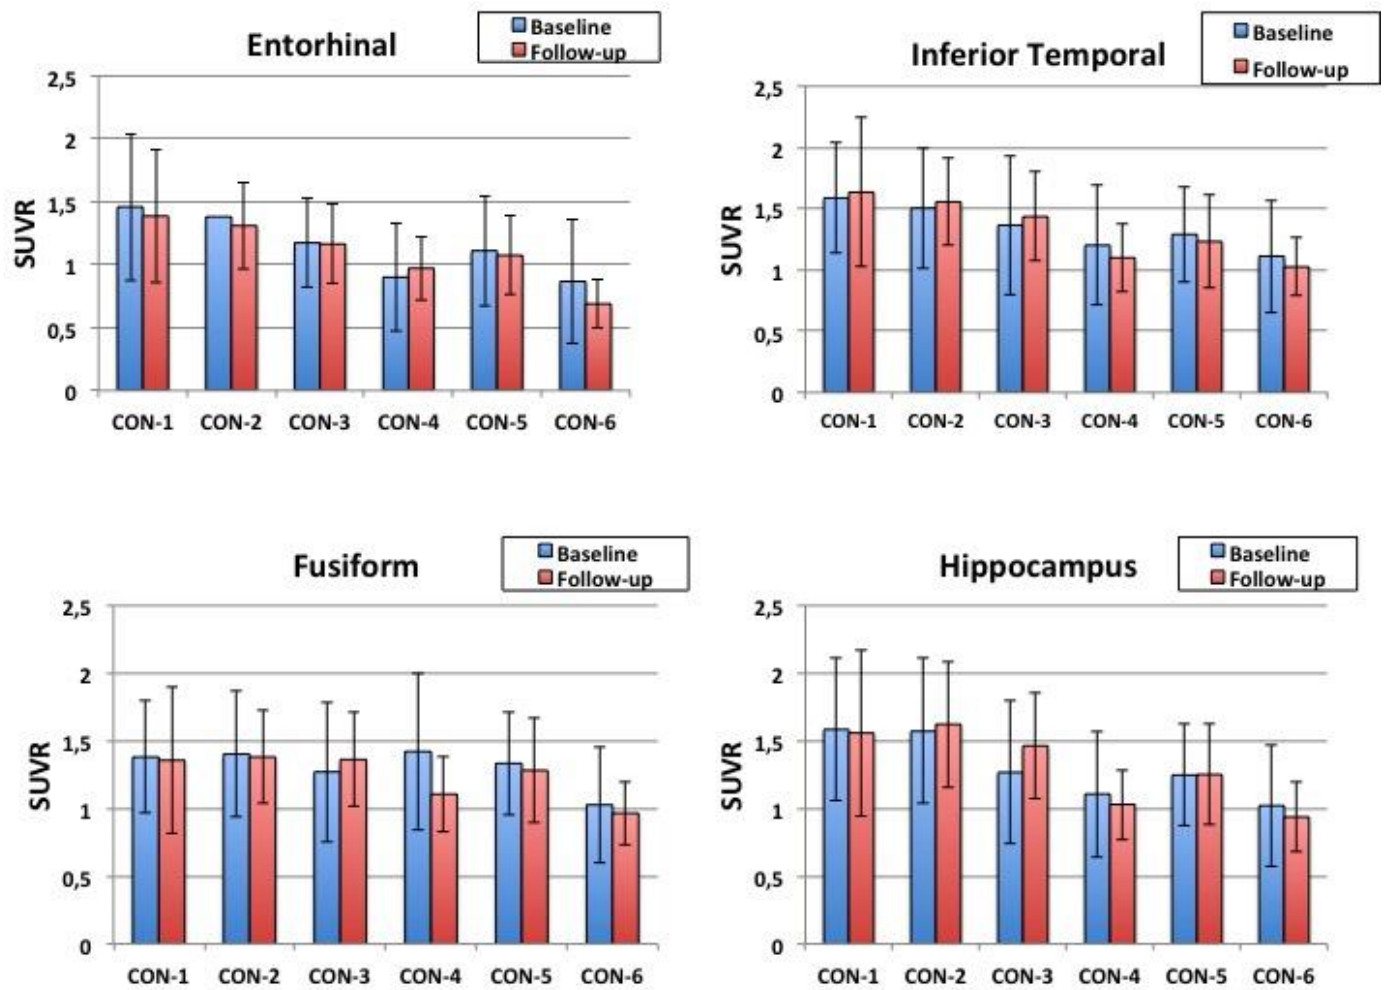 Entorhinal
Baseline
Follow-up
SUVR
2,5
2
1,5
1
0,5
0
CON-1 CON-2 CON-3 CON-4 CON-5 CON-6
Inferior Temporal
Baseline
Follow-up
SUVR
2,5
2
1,5
1
0,5
0
CON-1 CON-2 CON-3 CON-4 CON-5 CON-6
Fusiform
Baseline
Follow-up
SUVR
2,5
2
1,5
1
0,5
0
CON-1 CON-2 CON-3 CON-4 CON-5 CON-6
Hippocampus
Baseline
Follow-up
SUVR
2,5
2
1,5
1
0,5
0
CON-1 CON-2 CON-3 CON-4 CON-5 CON-6